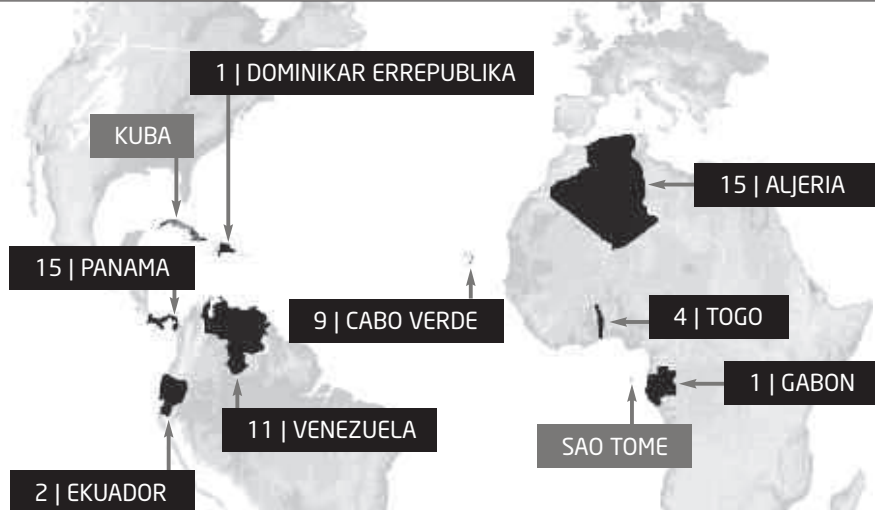 1 | DOMINIKAR ERREPUBLIKA
KUBA
15 | ALJERIA
15 | PANAMA
9 | CABO VERDE
4 | TOGO
1 | GABON
11 | VENEZUELA
SAO TOME
2 | EKUADOR